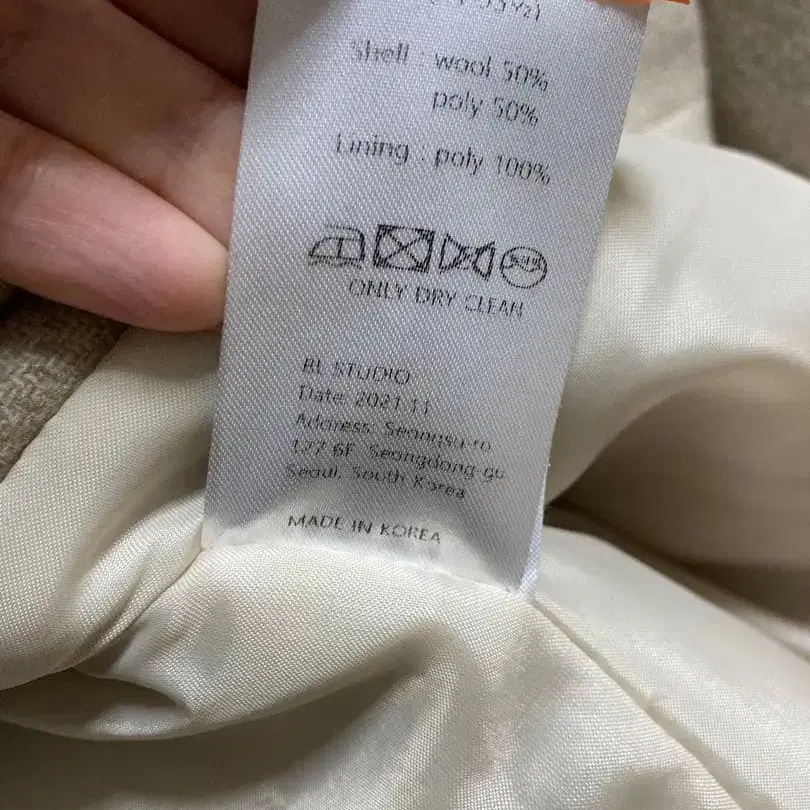 Shell : wool 50%
poly 50%
Lining : poly 100%
ONLY DRY CLEAN
BL STUDIO
Date 2021.11
Address: Seongsu-ro
127 6F Seongdong-gu
Seoul, South Korea
MADE IN KOREA